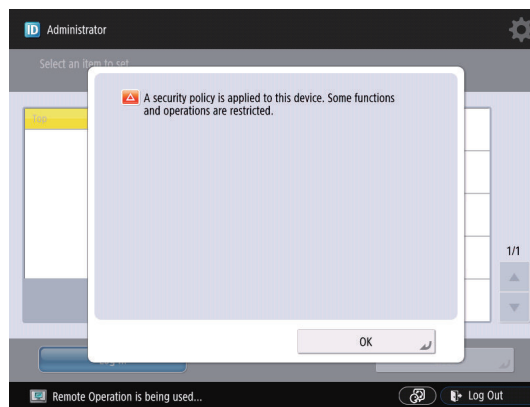 ID Administrator
Select an item to set.
A security policy is applied to this device. Some functions
and operations are restricted.
Top
1/1
OK
Remote Operation is being used...
Log Out